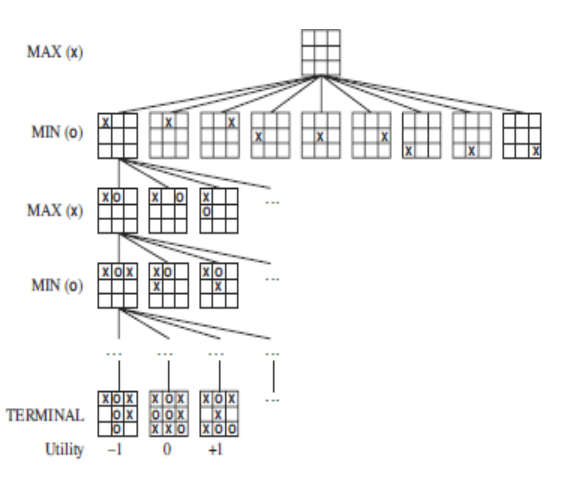 MAX (x)
X X X
MIN (o) X X X
X X X
X O X O X
MAX (x) O
...
X O X X O X O
MIN (o) X X
...
... ... ... ...
X O X X O X X O X ...
TERMINAL O X O O X X
O X X O X O O
Utility –1 0 +1